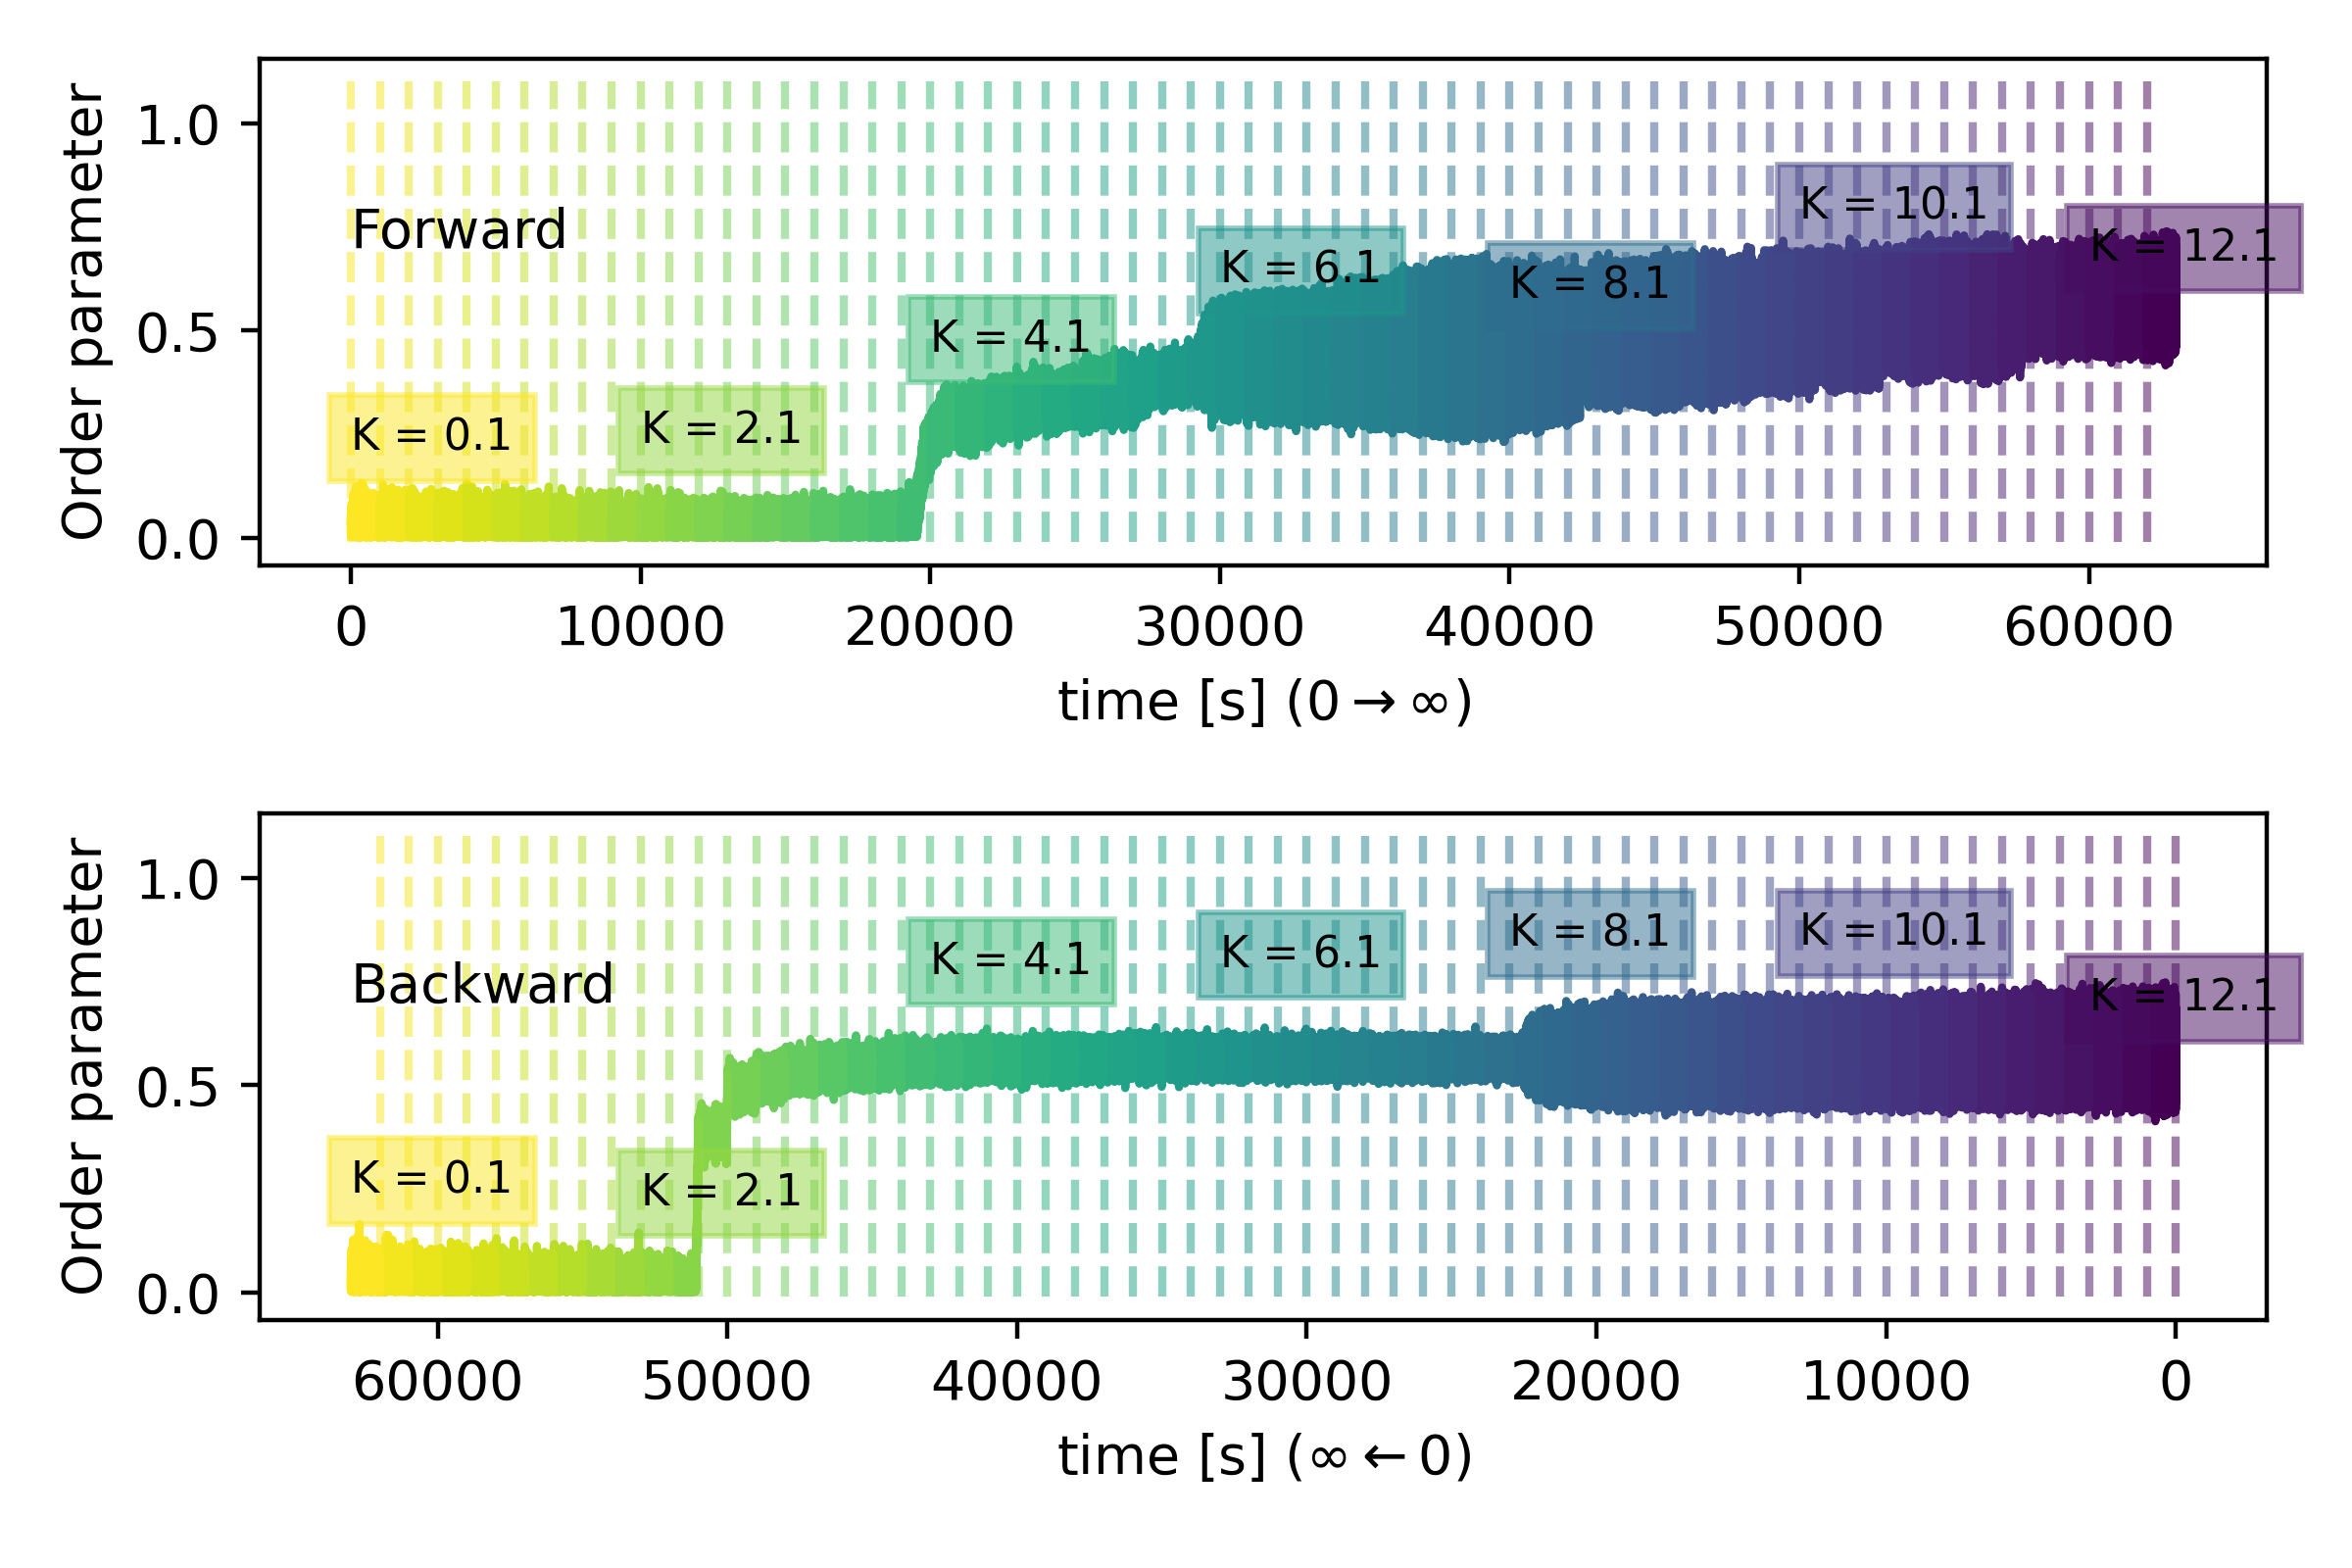 Order parameter
1.0
0.5
0.0
Forward
K = 0.1
K = 2.1
K = 4.1
K = 6.1
K = 8.1
K = 10.1
K = 12.1
0 10000 20000 30000 40000 50000 60000
time [s] (0→∞)
Order parameter
1.0
0.5
0.0
Backward
K = 0.1
K = 2.1
K = 4.1
K = 6.1
K = 8.1
K = 10.1
K = 12.1
60000 50000 40000 30000 20000 10000 0
time [s] (∞←0)